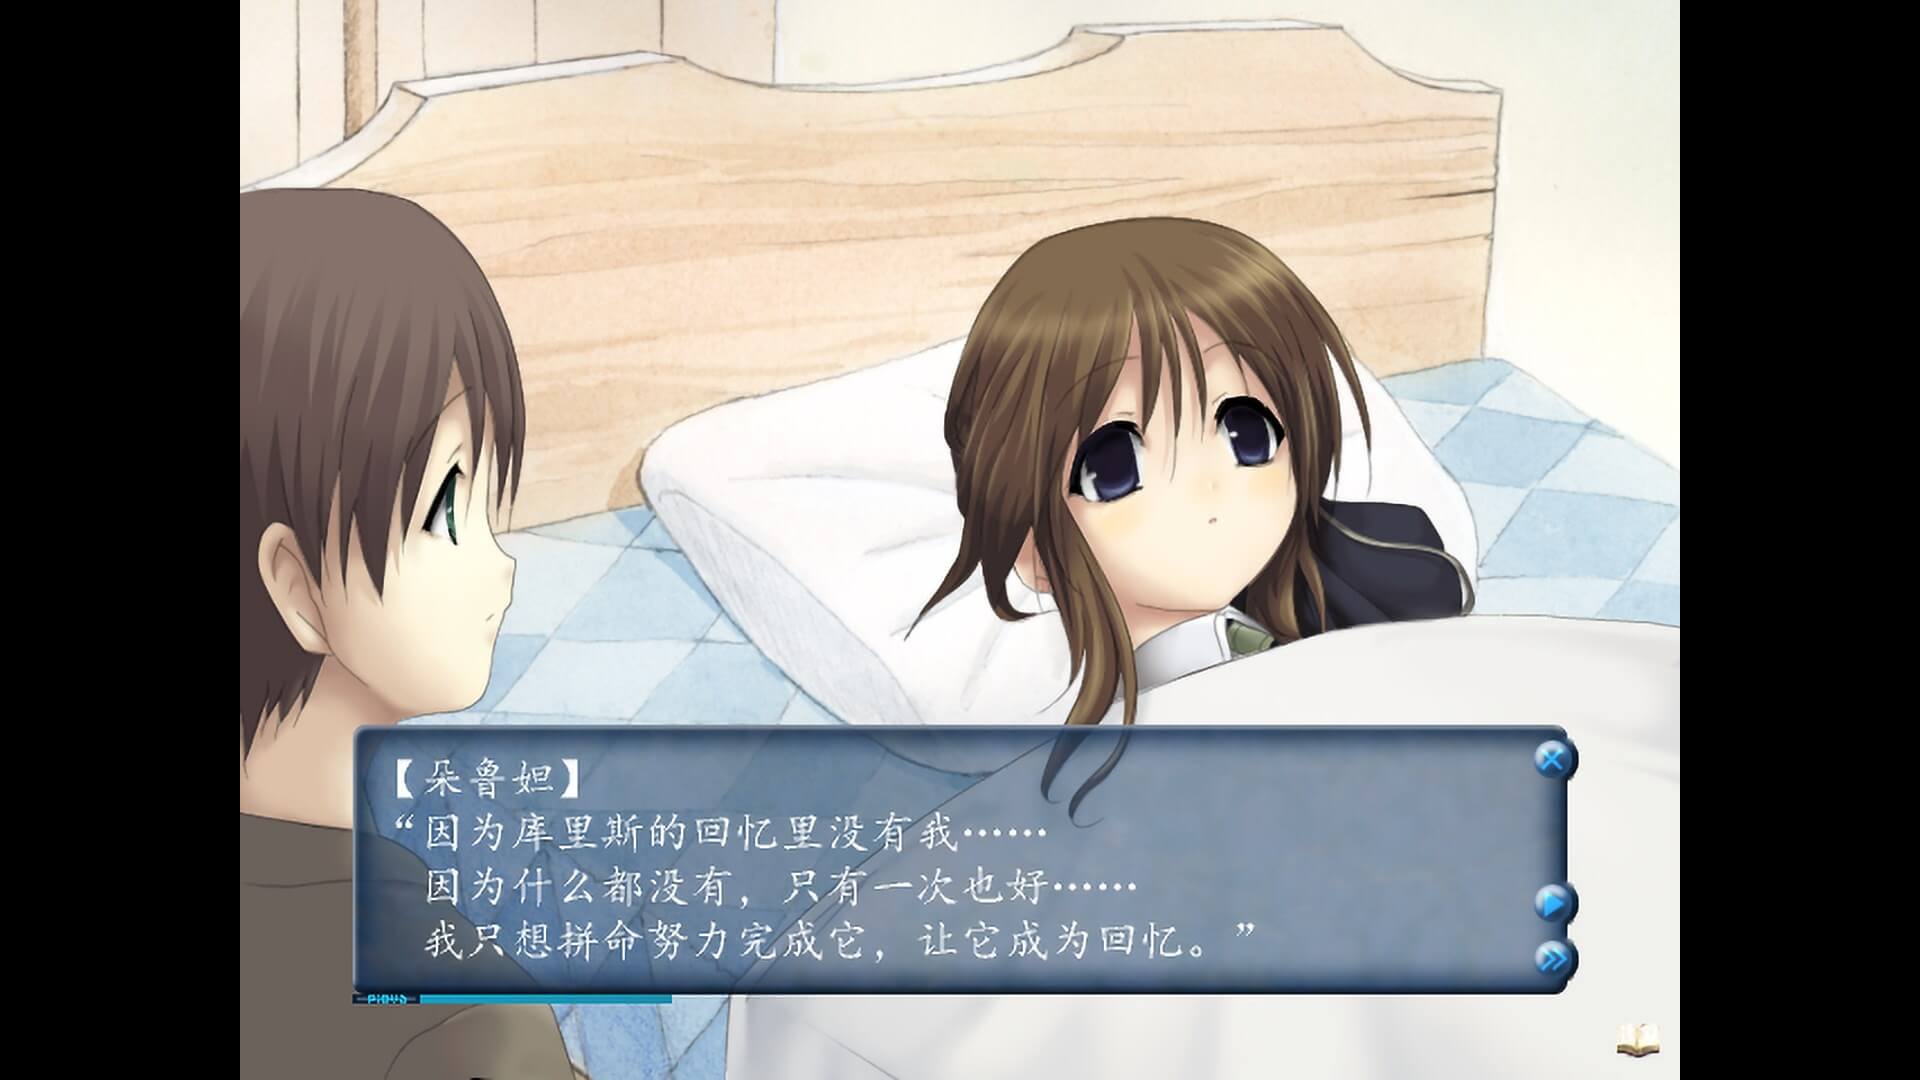 【朵鲁妲】
“因为库里斯的回忆里没有我……
因为什么都没有，只有一次也好……
我只想拼命努力完成它，让它成为回忆。”